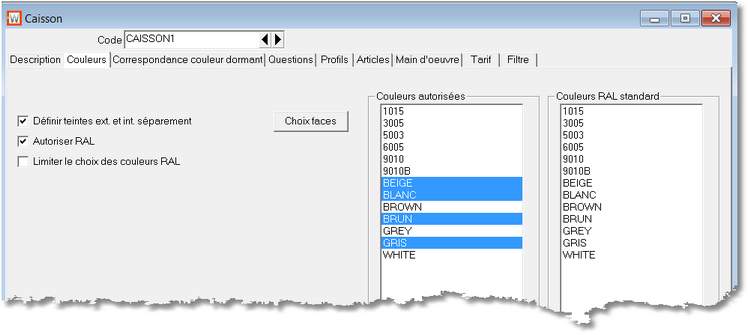 Caisson
Code CAISSON1
Description Couleurs Correspondance couleur dormant Questions Profils Articles Main d'oeuvre Tarif Filtre
Définir teintes ext. et int. séparement
Autoriser RAL
Limiter le choix des couleurs RAL
Choix faces
Couleurs autorisées
1015
3005
5003
6005
9010
9010B
BEIGE
BLANC
BROWN
BRUN
GREY
GRIS
WHITE
Couleurs RAL standard
1015
3005
5003
6005
9010
9010B
BEIGE
BLANC
BROWN
BRUN
GREY
GRIS
WHITE